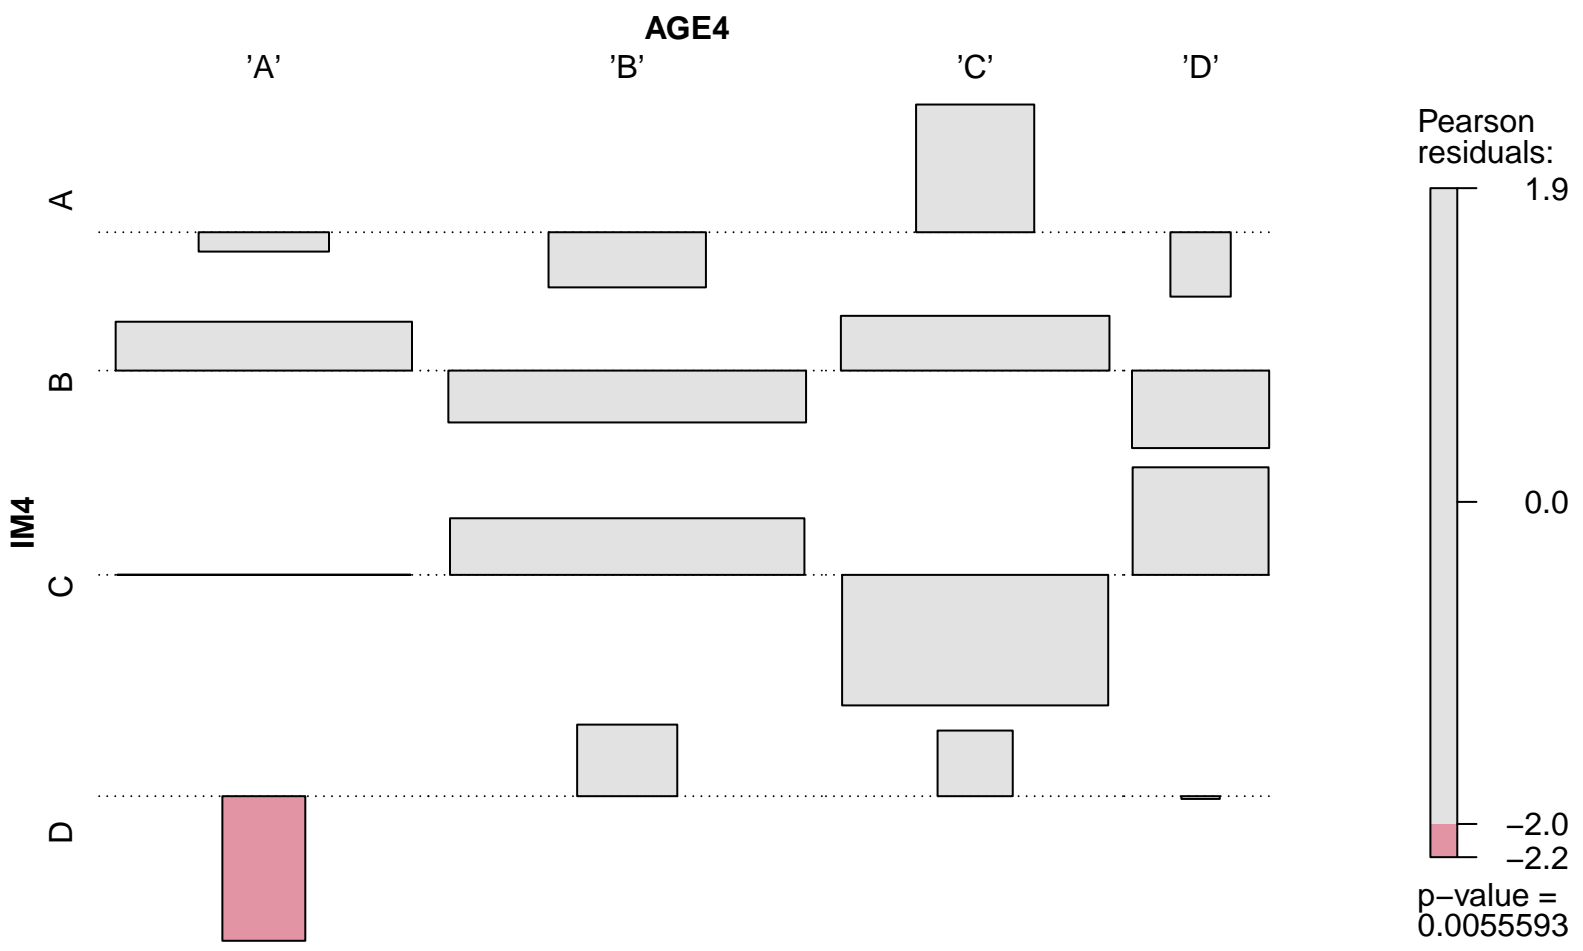 AGE4
’A’ ’B’ ’C’ ’D’
Pearson
residuals:
1.9
0.0
−2.0
−2.2
p−value =
0.0055593
IM4
A
B
C
D